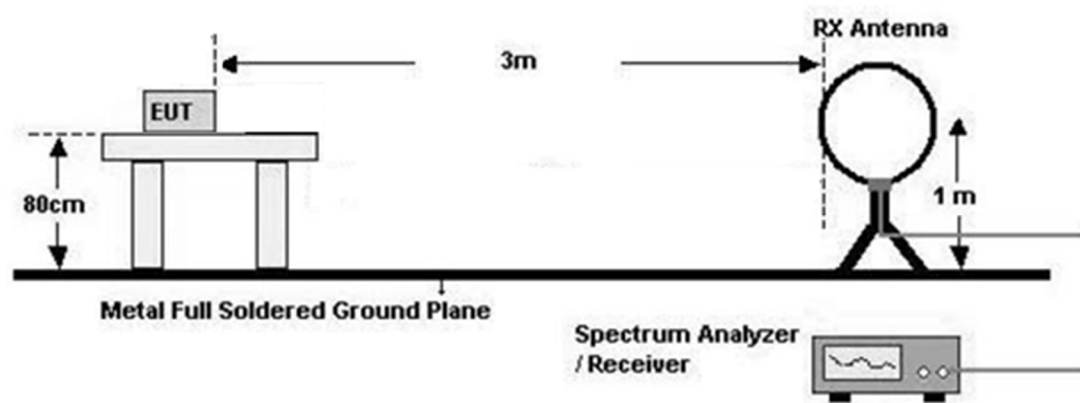 RX Antenna
3m
EUT
80cm
1 m
Metal Full Soldered Ground Plane
Spectrum Analyzer
/ Receiver